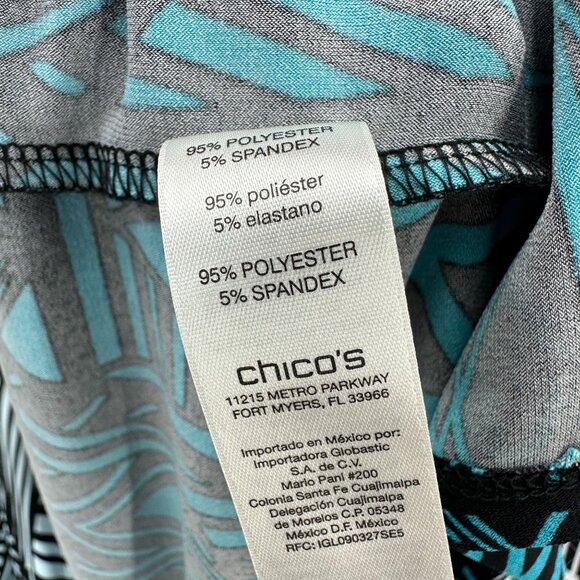 95% POLYESTER
5% SPANDEX
95% poliéster
5% elastano
95% POLYESTER
5% SPANDEX
chico's
11215 METRO PARKWAY
FORT MYERS, FL 33966
Importado en México por:
Importadora Globastic
S.A. de C.V.
Mario Pani #200
Colonia Santa Fe Cuajimalpa
Delegación Cuajimalpa
de Morelos C.P. 05348
México D.F. México
RFC: IGL090327SE5